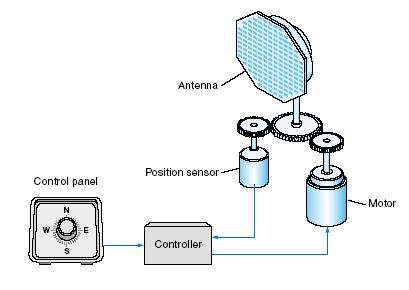 Antenna
Position sensor
Control panel
N
W E
S
Controller
Motor